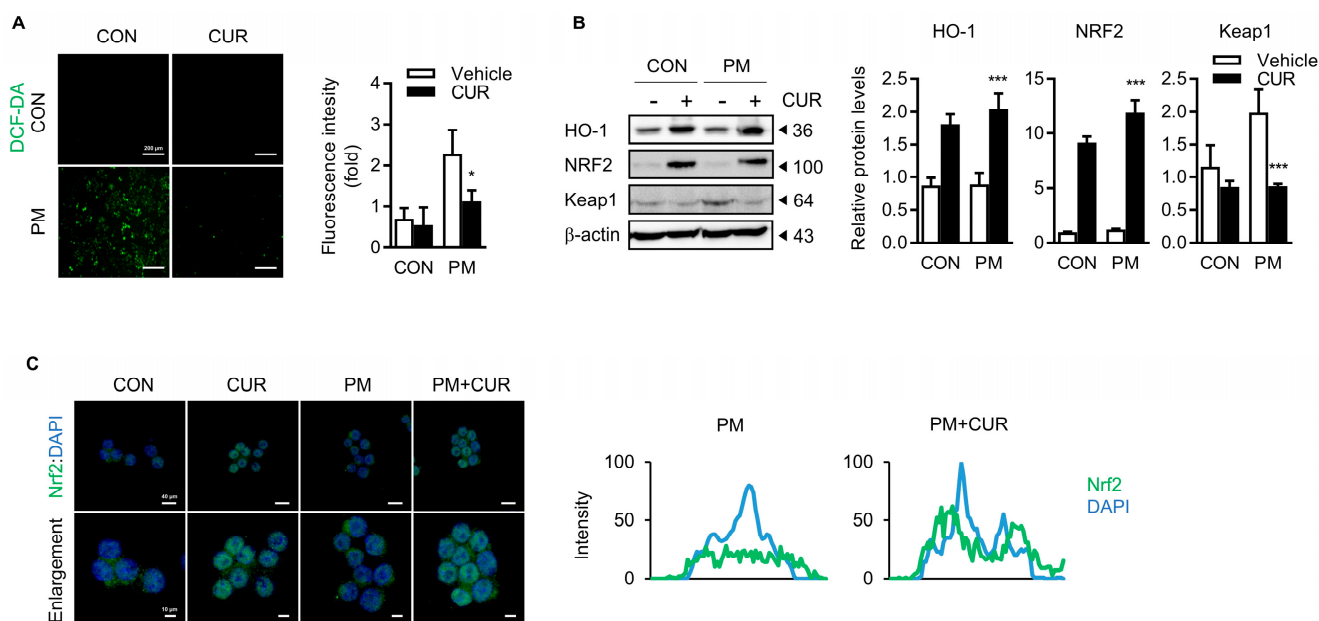 A
CON CUR
DCF-DA
CON
200 μm
PM
Fluorescence intesity
(fold)
4
3
2
1
0
Vehicle
CUR
*
CON PM
B
CON PM
- + - + CUR
HO-1 ◄ 36
NRF2 ◄ 100
Keap1 ◄ 64
β-actin ◄ 43
Relative protein levels
HO-1
2.5
2.0
1.5
1.0
0.5
0.0
***
CON PM
NRF2
15
10
5
0
***
CON PM
Keap1
Vehicle
CUR
2.5
2.0
1.5
1.0
0.5
0.0
***
CON PM
C
CON CUR PM PM+CUR
Nrf2:DAPI
40 μm
Enlargement
10 μm
PM
Intensity
100
50
0
PM+CUR
100
50
0
Nrf2
DAPI